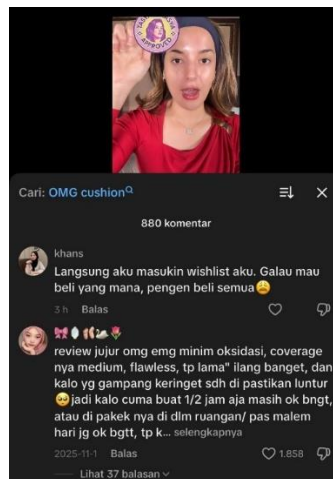 APPROVED
Cari: OMG cushion
880 komentar
khans
Langsung aku masukin wishlist aku. Galau mau
beli yang mana, pengen beli semua😩
3 h Balas
🎀🥚🩰🦢🌷
review jujur omg emg minim oksidasi, coverage
nya medium, flawless, tp lama" ilang banget, dan
kalo yg gampang keringet sdh di pastikan luntur
🥺jadi kalo cuma buat 1/2 jam aja masih ok bngt,
atau di pakek nya di dlm ruangan/ pas malem
hari jg ok bgtt, tp k... selengkapnya
2025-11-1 Balas 1.858
Lihat 37 balasan